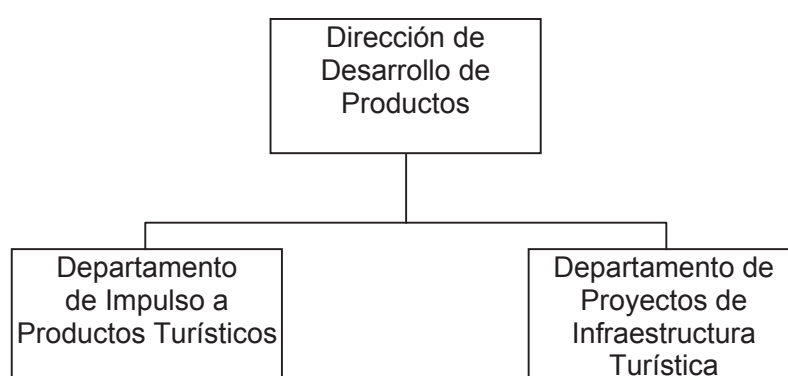 Dirección de
Desarrollo de
Productos
Departamento
de Impulso a
Productos Turísticos
Departamento de
Proyectos de
Infraestructura
Turística